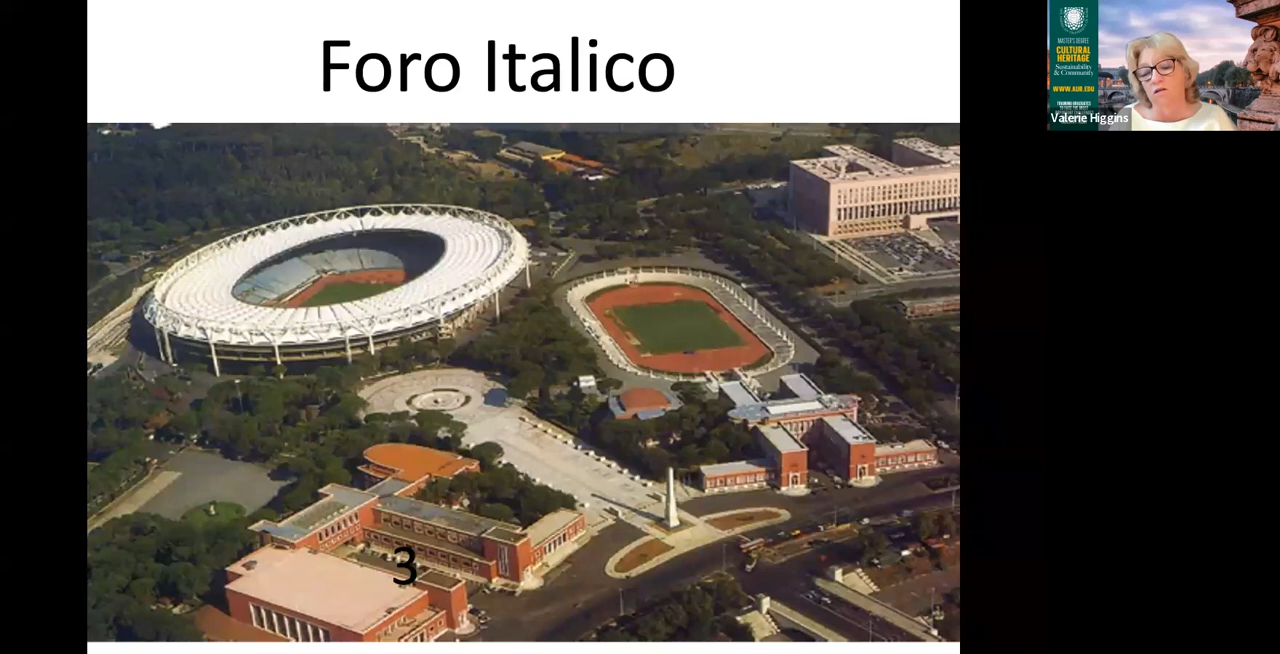 Foro Italico
3
MASTER'S DEGREE
CULTURAL
HERITAGE
Sustainability
& Community
WWW.AUR.EDU
Valerie Higgins